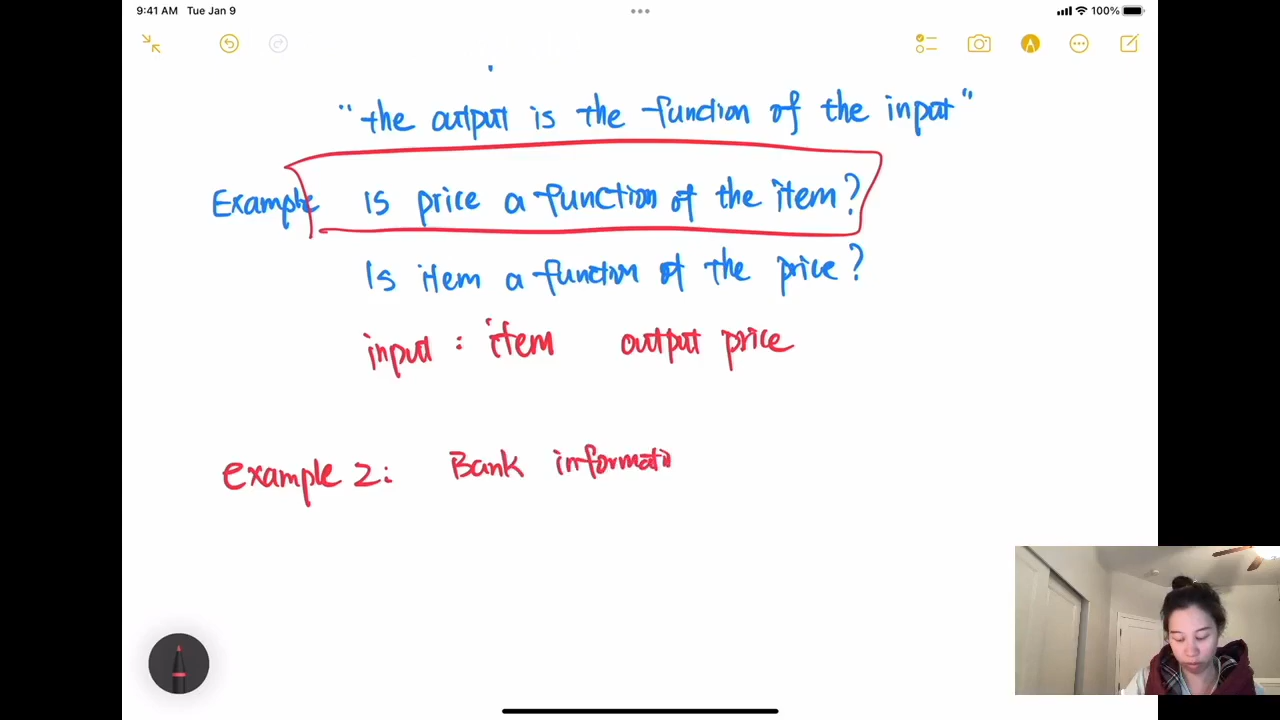 9:41 AM Tue Jan 9
100%
"the output is the function of the input"
Example Is price a function of the item?
Is item a function of the price?
input : item output price
example 2: Bank informatio